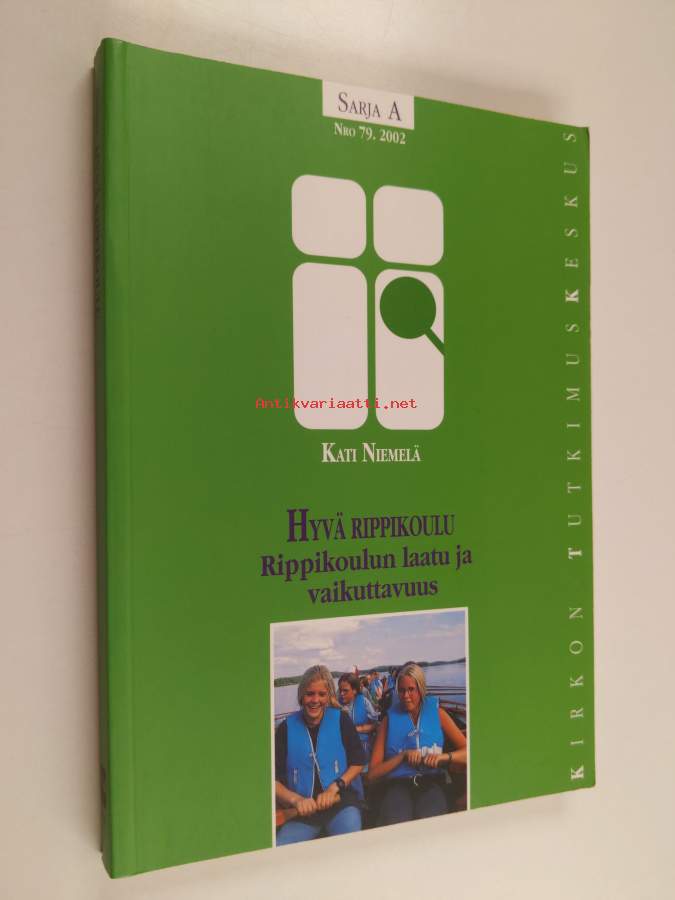 SARJA A
NRO 79. 2002
KIRKON TUTKIMUSKESKUS
Antikvariaatti.net
KATI NIEMELÄ
HYVÄ RIPPIKOULU
Rippikoulun laatu ja
vaikuttavuus